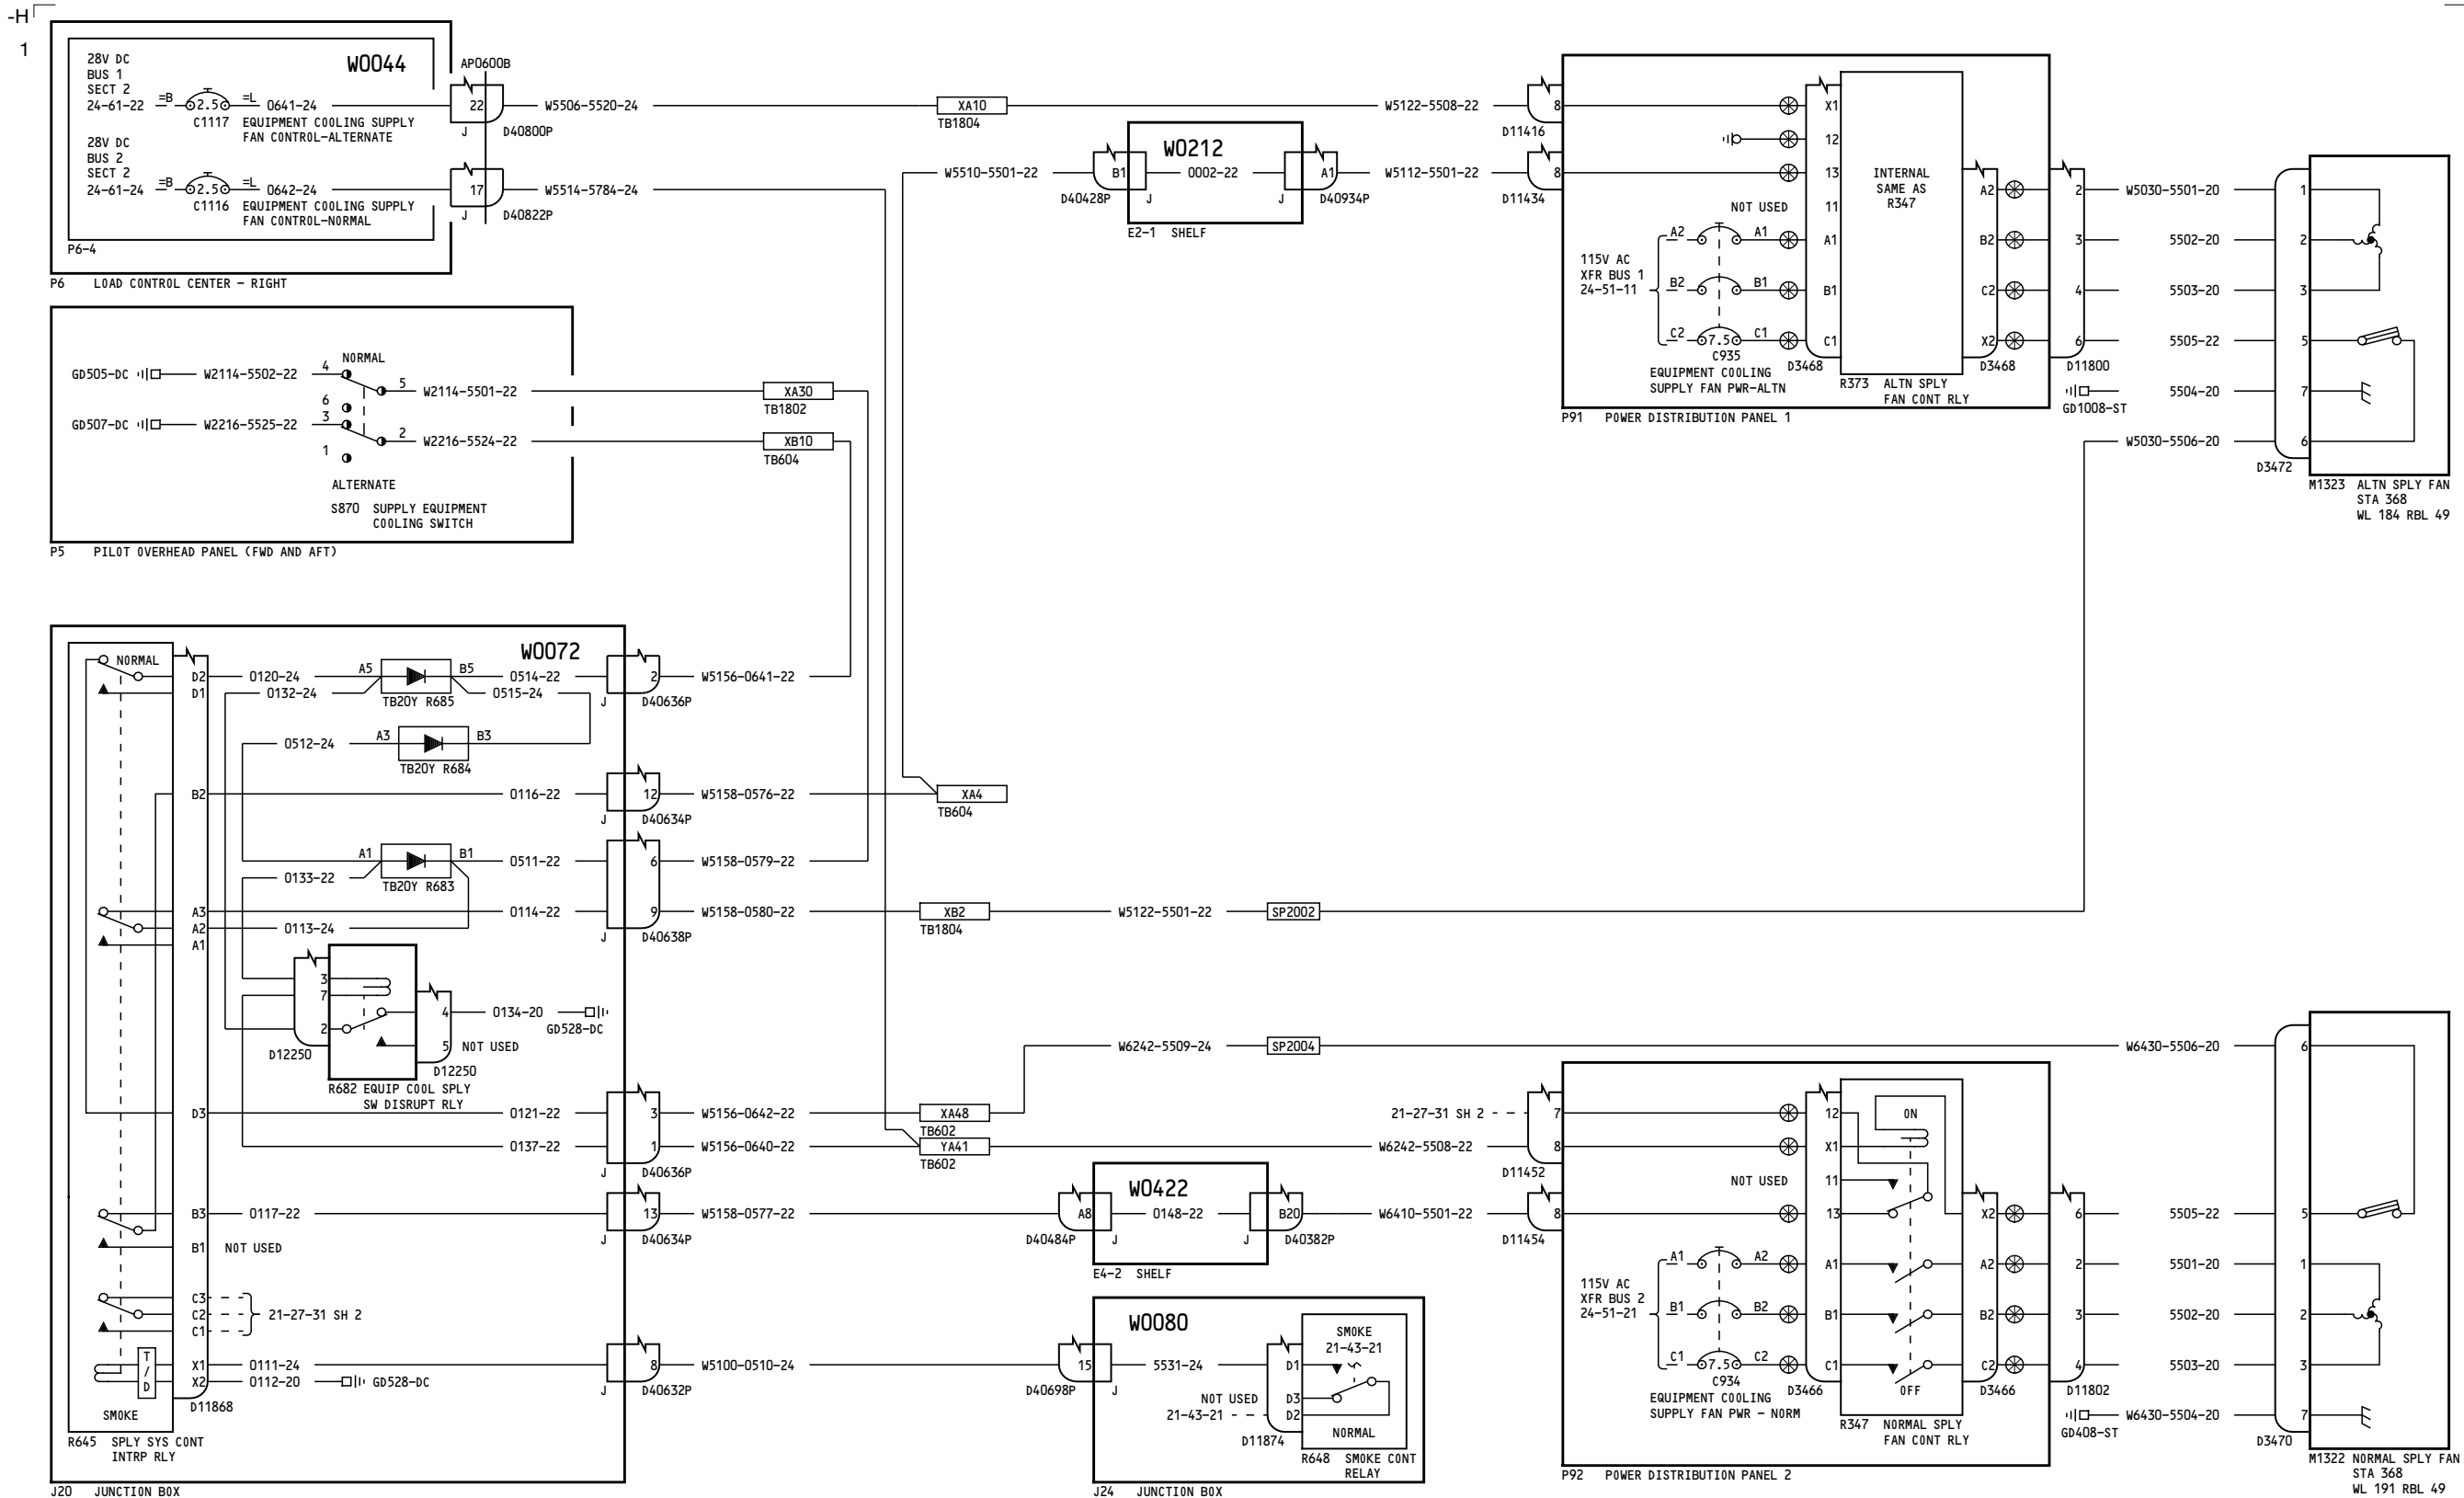 -H
1
28V DC
BUS 1
SECT 2
24-61-22
=B
2.5
=L
0641-24
C1117
EQUIPMENT COOLING SUPPLY
FAN CONTROL-ALTERNATE
W0044
AP0600B
22
J
D40800P
W5506-5520-24
XA10
TB1804
W5122-5508-22
28V DC
BUS 2
SECT 2
24-61-24
=B
2.5
=L
0642-24
C1116
EQUIPMENT COOLING SUPPLY
FAN CONTROL-NORMAL
17
J
D40822P
W5514-5784-24
P6-4
P6 LOAD CONTROL CENTER - RIGHT
W5510-5501-22
B1
D40428P
J
W0212
0002-22
J
A1
D40934P
E2-1 SHELF
W5112-5501-22
8
D11416
8
D11434
X1
12
13
NOT USED
11
A2
A1
A1
115V AC
XFR BUS 1
24-51-11
B2
B1
B1
C2
7.5
C1
C1
C935
D3468
EQUIPMENT COOLING
SUPPLY FAN PWR-ALTN
INTERNAL
SAME AS
R347
A2
B2
C2
X2
D3468
R373 ALTN SPLY
FAN CONT RLY
2
3
4
6
D11800
P91 POWER DISTRIBUTION PANEL 1
W5030-5501-20
5502-20
5503-20
5505-22
GD1008-ST
5504-20
W5030-5506-20
1
2
3
5
7
6
D3472
M1323 ALTN SPLY FAN
STA 368
WL 184 RBL 49
GD505-DC
W2114-5502-22
4
NORMAL
5
W2114-5501-22
XA30
TB1802
6
GD507-DC
W2216-5525-22
3
2
W2216-5524-22
XB10
TB604
1
ALTERNATE
S870 SUPPLY EQUIPMENT
COOLING SWITCH
P5 PILOT OVERHEAD PANEL (FWD AND AFT)
W0072
NORMAL
D2
D1
0120-24
0132-24
A5
B5
TB20Y R685
0514-22
0515-24
2
J
D40636P
W5156-0641-22
0512-24
A3
B3
TB20Y R684
B2
0116-22
12
J
D40634P
W5158-0576-22
XA4
TB604
A1
B1
TB20Y R683
0133-22
0511-22
6
W5158-0579-22
A3
A2
A1
0114-22
0113-24
9
J
D40638P
W5158-0580-22
XB2
TB1804
W5122-5501-22
SP2002
3
7
2
D12250
4
5
D12250
0134-20
GD528-DC
NOT USED
R682 EQUIP COOL SPLY
SW DISRUPT RLY
D3
0121-22
3
W5156-0642-22
XA48
TB602
W6242-5509-24
SP2004
W6430-5506-20
0137-22
1
J
D40636P
W5156-0640-22
YA41
TB602
21-27-31 SH 2
7
W6242-5508-22
8
D11452
B3
0117-22
13
J
D40634P
W5158-0577-22
A8
D40484P
J
W0422
0148-22
J
B20
D40382P
E4-2 SHELF
W6410-5501-22
8
D11454
B1
NOT USED
C3
C2
C1
21-27-31 SH 2
T
/
D
X1
X2
0111-24
0112-20
GD528-DC
D11868
SMOKE
R645 SPLY SYS CONT
INTRP RLY
8
J
D40632P
W5100-0510-24
J20 JUNCTION BOX
15
D40698P
J
W0080
5531-24
NOT USED
21-43-21
D1
D3
D2
D11874
SMOKE
21-43-21
NORMAL
R648 SMOKE CONT
RELAY
J24 JUNCTION BOX
12
X1
NOT USED
11
13
A1
A2
A1
115V AC
XFR BUS 2
24-51-21
B1
B2
B1
C1
7.5
C2
C1
C934
D3466
EQUIPMENT COOLING
SUPPLY FAN PWR - NORM
ON
OFF
X2
A2
B2
C2
D3466
R347 NORMAL SPLY
FAN CONT RLY
6
2
3
4
D11802
P92 POWER DISTRIBUTION PANEL 2
5505-22
5501-20
5502-20
5503-20
GD408-ST
W6430-5504-20
6
5
1
2
3
7
D3470
M1322 NORMAL SPLY FAN
STA 368
WL 191 RBL 49